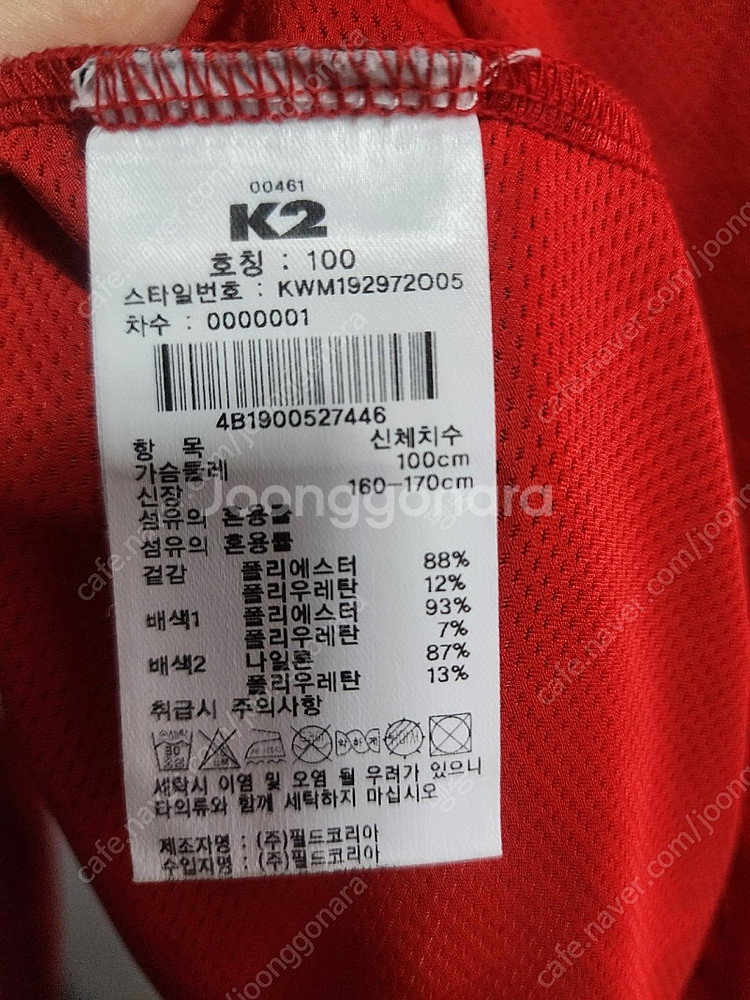 00461
K2
호칭 : 100
스타일번호 : KWM192972O05
차수 : 0000001
4B1900527446
항 목 신체치수
가슴둘레 100cm
신장 160-170cm
섬유의 혼용률
섬유의 혼용률
겉감 폴리에스터 88%
폴리우레탄 12%
배색1 폴리에스터 93%
폴리우레탄 7%
배색2 나일론 87%
폴리우레탄 13%
취급시 주의사항
30
세탁시 이염 및 오염 될 우려가 있으니
타의류와 함께 세탁하지 마십시오
제조자명 : (주)필드코리아
수입자명 : (주)필드코리아
Joonggonara
cafe.naver.com/joonggonara